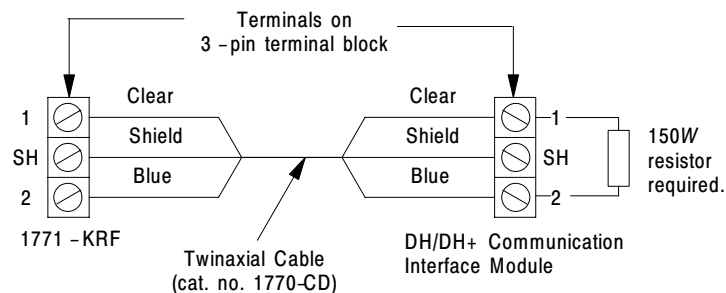 Terminals on
3 -pin terminal block
Clear
Clear
1
1
Shield
Shield
SH
SH
150W
resistor
required.
Blue
Blue
2
2
1771 -KRF
DH/DH+ Communication
Interface Module
Twinaxial Cable
(cat. no. 1770-CD)